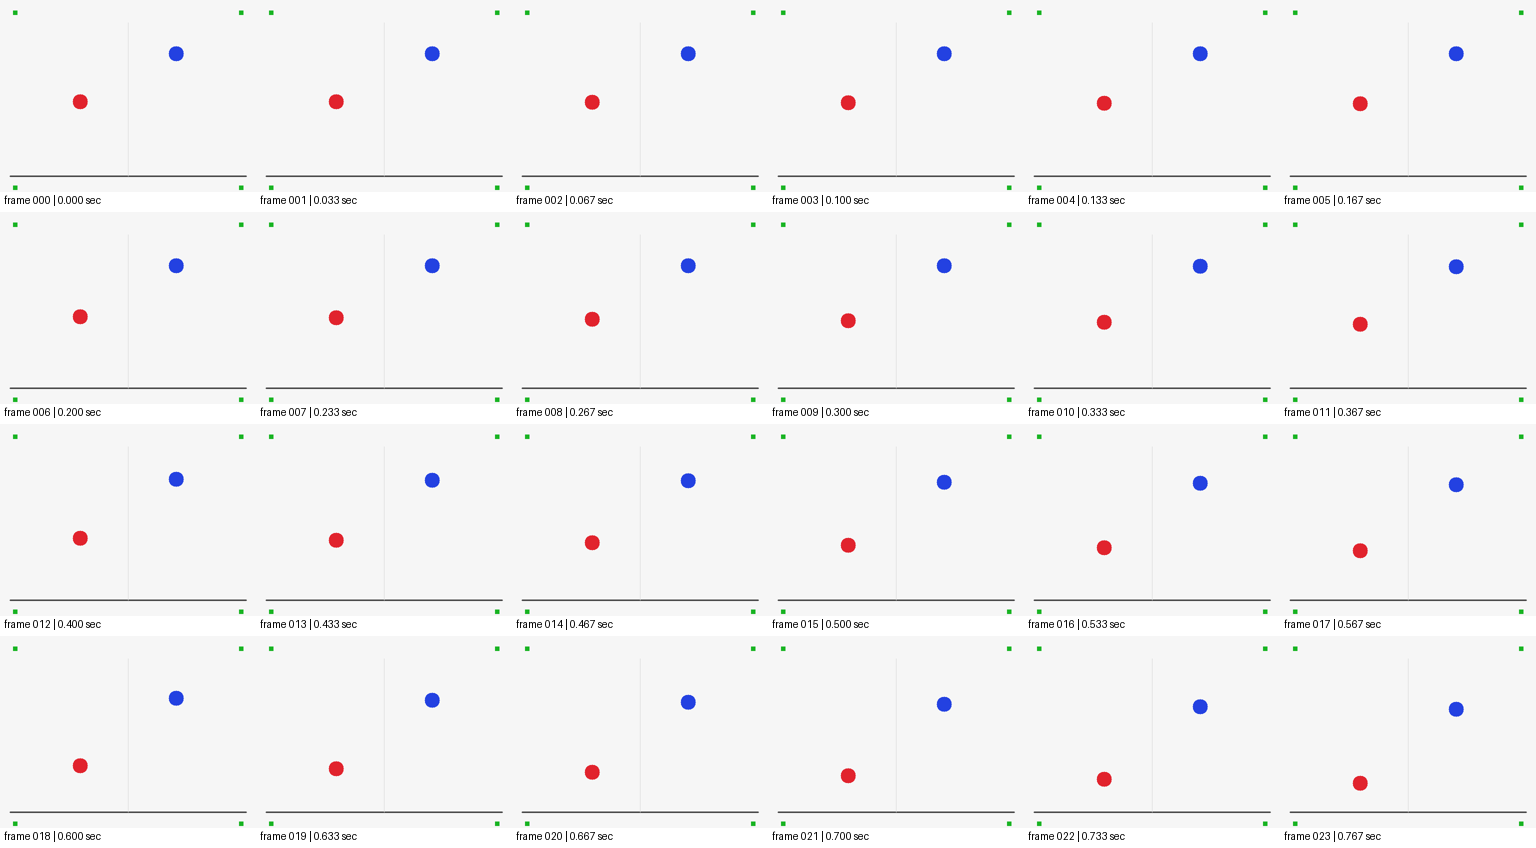 frame 000 | 0.000 sec
frame 001 | 0.033 sec
frame 002 | 0.067 sec
frame 003 | 0.100 sec
frame 004 | 0.133 sec
frame 005 | 0.167 sec
frame 006 | 0.200 sec
frame 007 | 0.233 sec
frame 008 | 0.267 sec
frame 009 | 0.300 sec
frame 010 | 0.333 sec
frame 011 | 0.367 sec
frame 012 | 0.400 sec
frame 013 | 0.433 sec
frame 014 | 0.467 sec
frame 015 | 0.500 sec
frame 016 | 0.533 sec
frame 017 | 0.567 sec
frame 018 | 0.600 sec
frame 019 | 0.633 sec
frame 020 | 0.667 sec
frame 021 | 0.700 sec
frame 022 | 0.733 sec
frame 023 | 0.767 sec